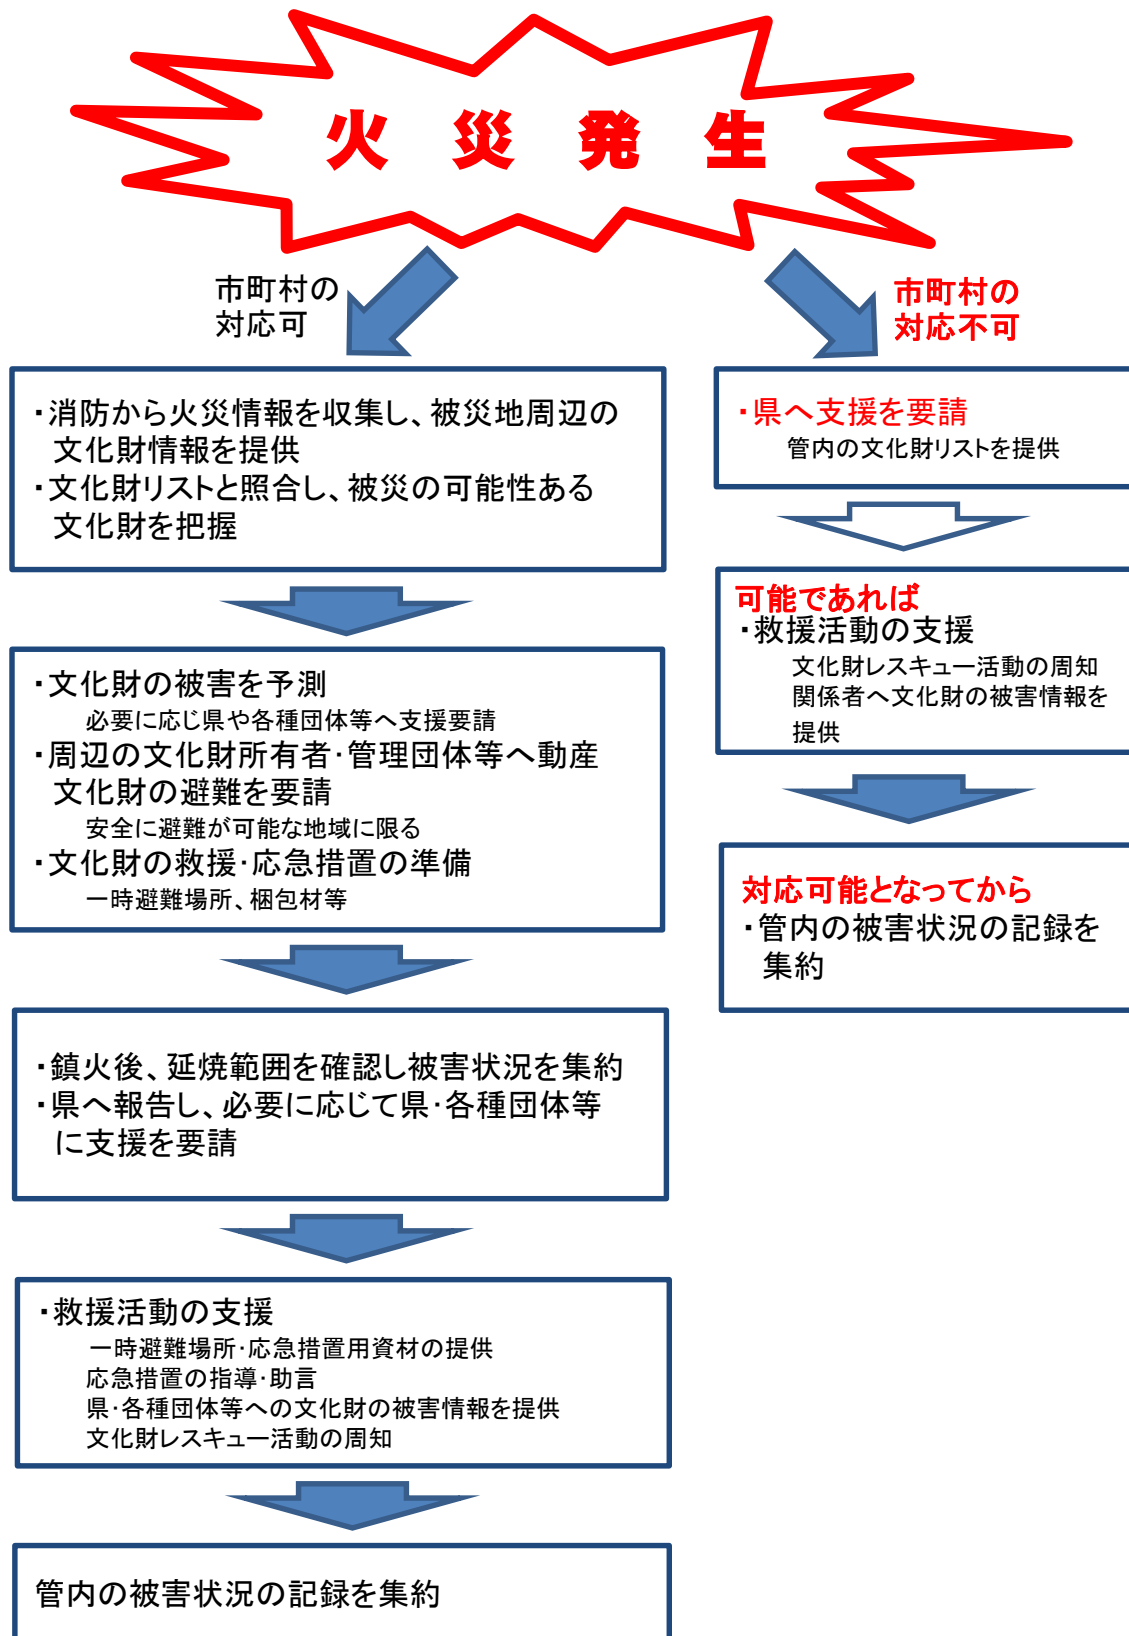 火災発生
市町村の
対応可
・消防から火災情報を収集し、被災地周辺の
文化財情報を提供
・文化財リストと照合し、被災の可能性ある
文化財を把握
・文化財の被害を予測
必要に応じ県や各種団体等へ支援要請
・周辺の文化財所有者・管理団体等へ動産
文化財の避難を要請
安全に避難が可能な地域に限る
・文化財の救援・応急措置の準備
一時避難場所、梱包材等
・鎮火後、延焼範囲を確認し被害状況を集約
・県へ報告し、必要に応じて県・各種団体等
に支援を要請
・救援活動の支援
一時避難場所・応急措置用資材の提供
応急措置の指導・助言
県・各種団体等への文化財の被害情報を提供
文化財レスキュー活動の周知
管内の被害状況の記録を集約
市町村の
対応不可
・県へ支援を要請
管内の文化財リストを提供
可能であれば
・救援活動の支援
文化財レスキュー活動の周知
関係者へ文化財の被害情報を
提供
対応可能となってから
・管内の被害状況の記録を
集約